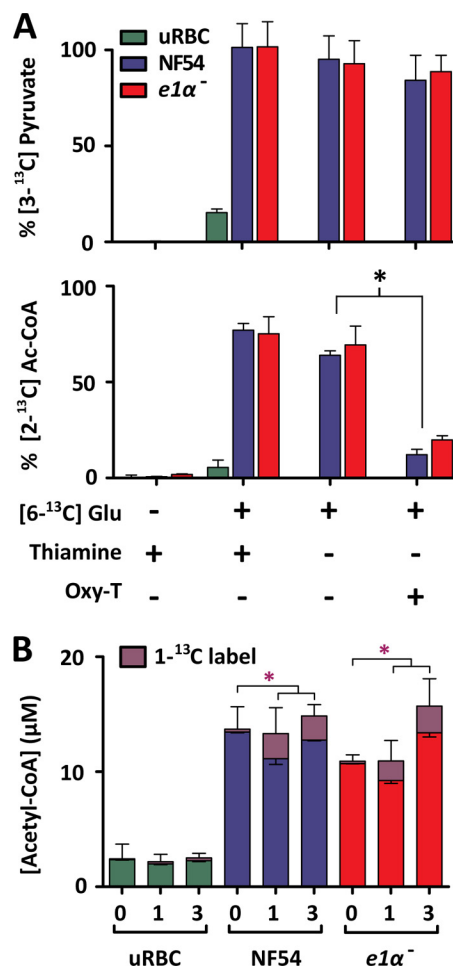 A
uRBC
NF54
e1α⁻
% [3-¹³C] Pyruvate
100
50
0
% [2-¹³C] Ac-CoA
100
50
0
*
[6-¹³C] Glu - + + +
Thiamine + + - -
Oxy-T - - - +
B
1-¹³C label
[Acetyl-CoA] (μM)
20
10
0
* *
0 1 3 0 1 3 0 1 3
uRBC NF54 e1α⁻